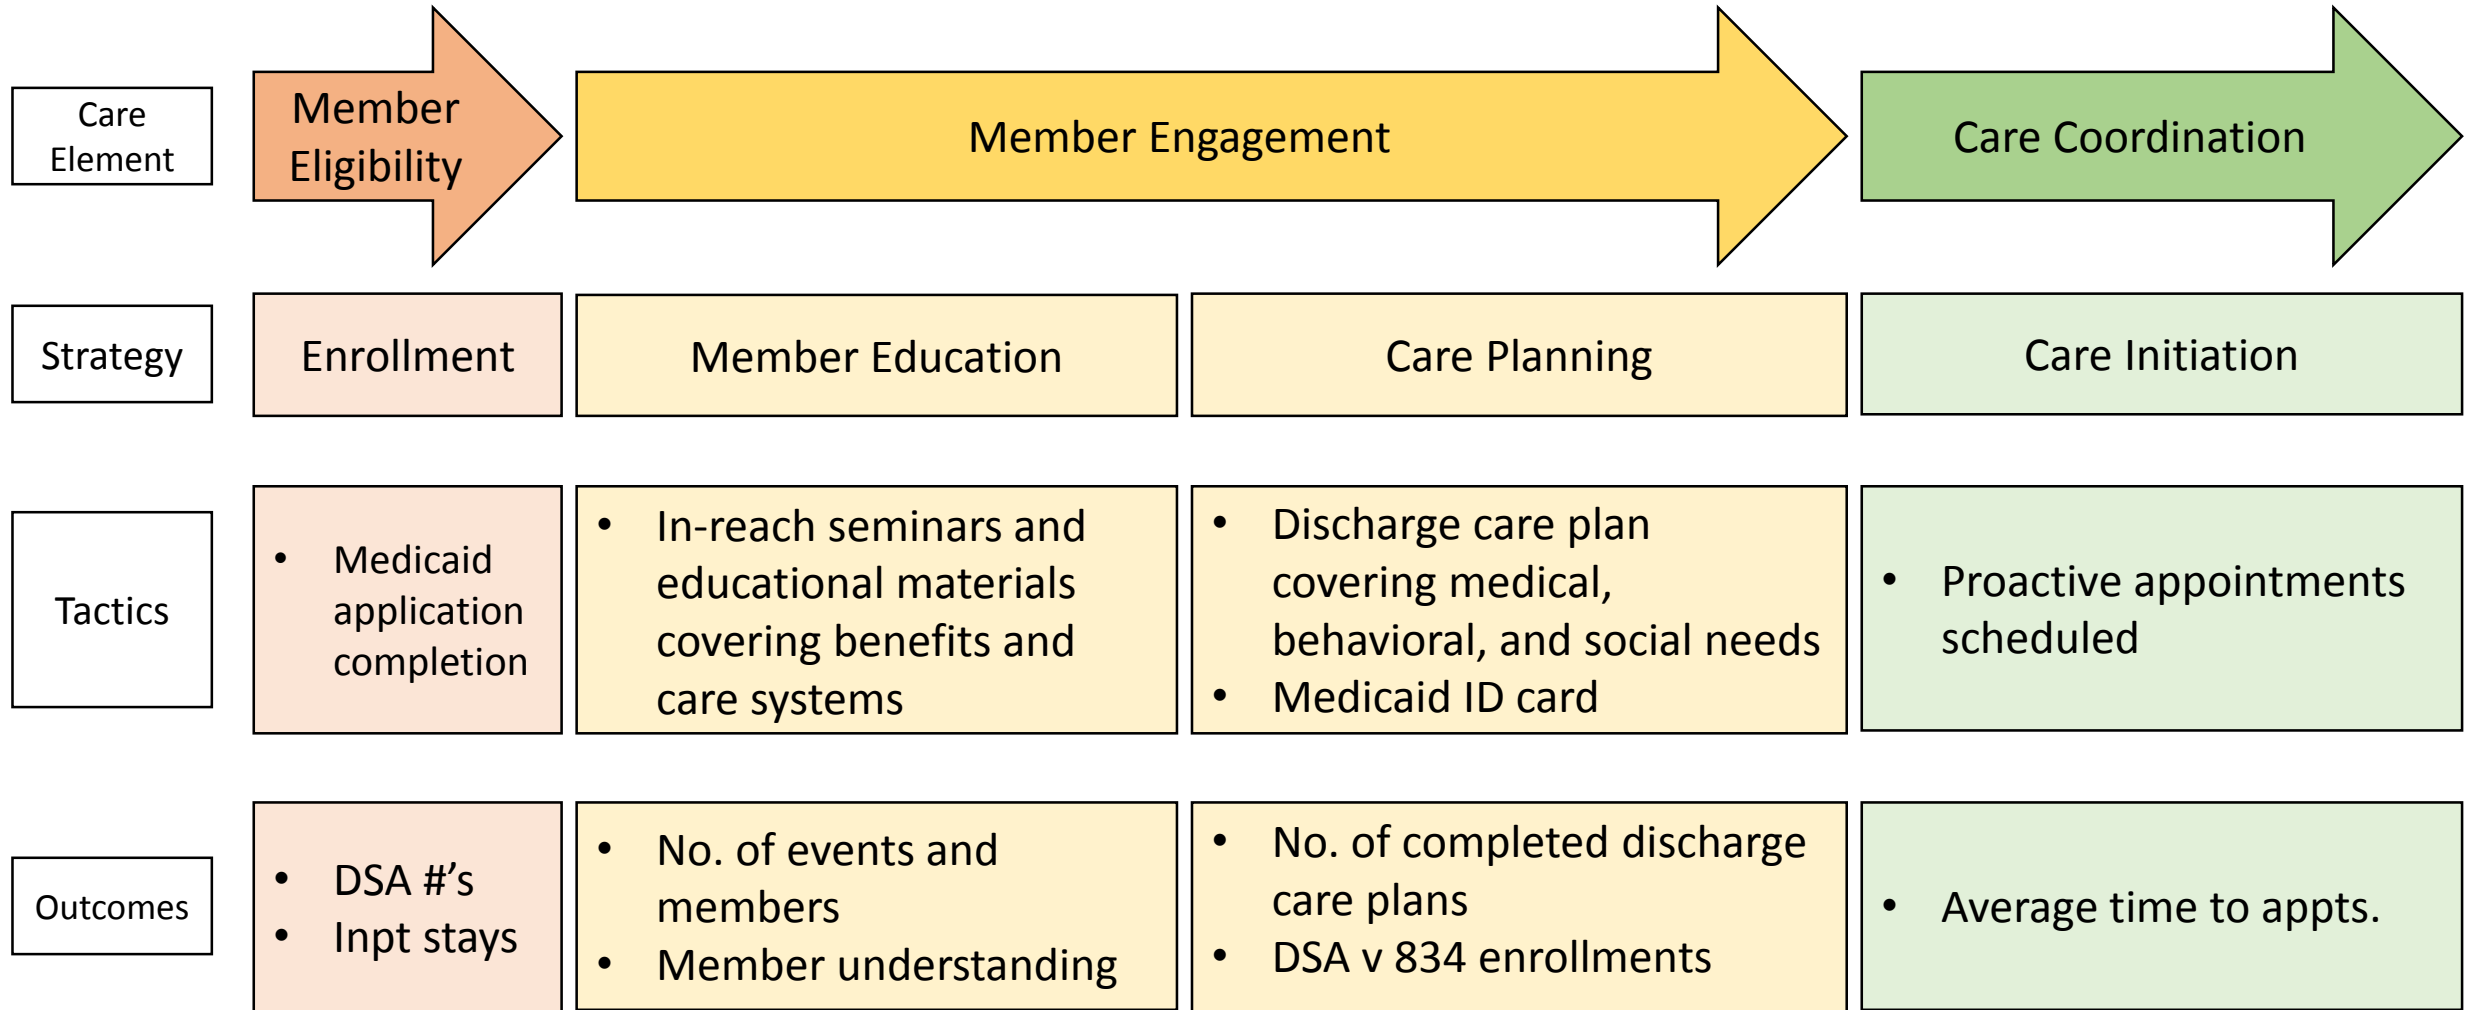 Care
Element
Member
Eligibility
Member Engagement
Care Coordination
Strategy
Enrollment
Member Education
Care Planning
Care Initiation
Tactics
• Medicaid
application
completion
• In-reach seminars and
educational materials
covering benefits and
care systems
• Discharge care plan
covering medical,
behavioral, and social needs
• Medicaid ID card
• Proactive appointments
scheduled
Outcomes
• DSA #’s
• Inpt stays
• No. of events and
members
• Member understanding
• No. of completed discharge
care plans
• DSA v 834 enrollments
• Average time to appts.